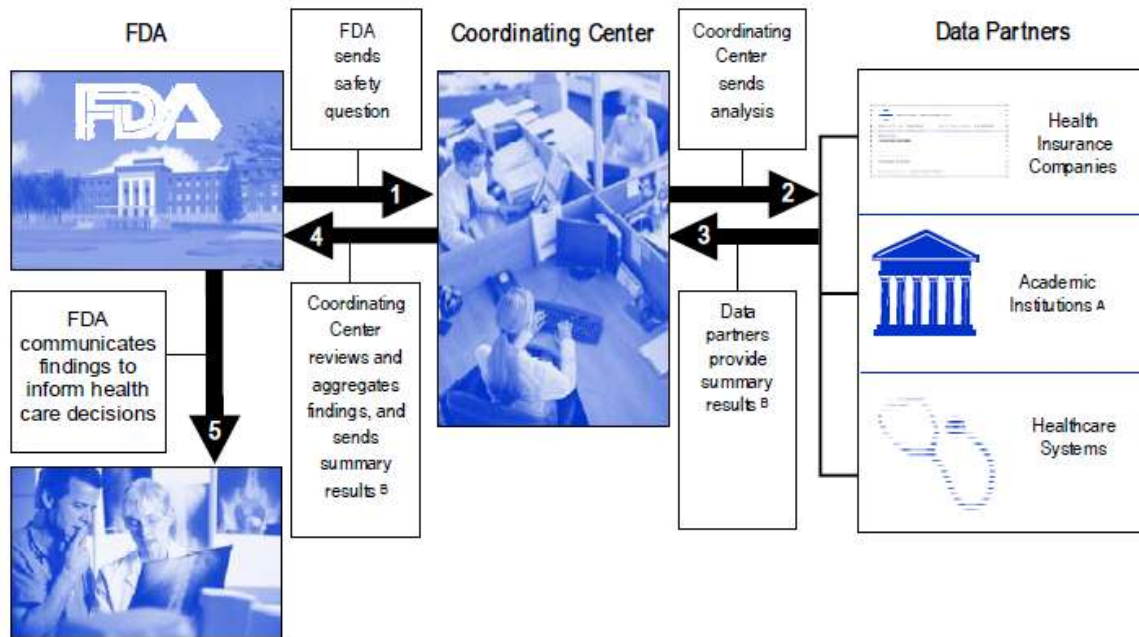 FDA
Coordinating Center
Data Partners
FDA
FDA
sends
safety
question
1
Coordinating
Center
sends
analysis
2
Health
Insurance
Companies
Academic
Institutions A
Healthcare
Systems
3
Data
partners
provide
summary
results B
4
Coordinating
Center
reviews and
aggregates
findings, and
sends
summary
results B
FDA
communicates
findings to
inform health
care decisions
5